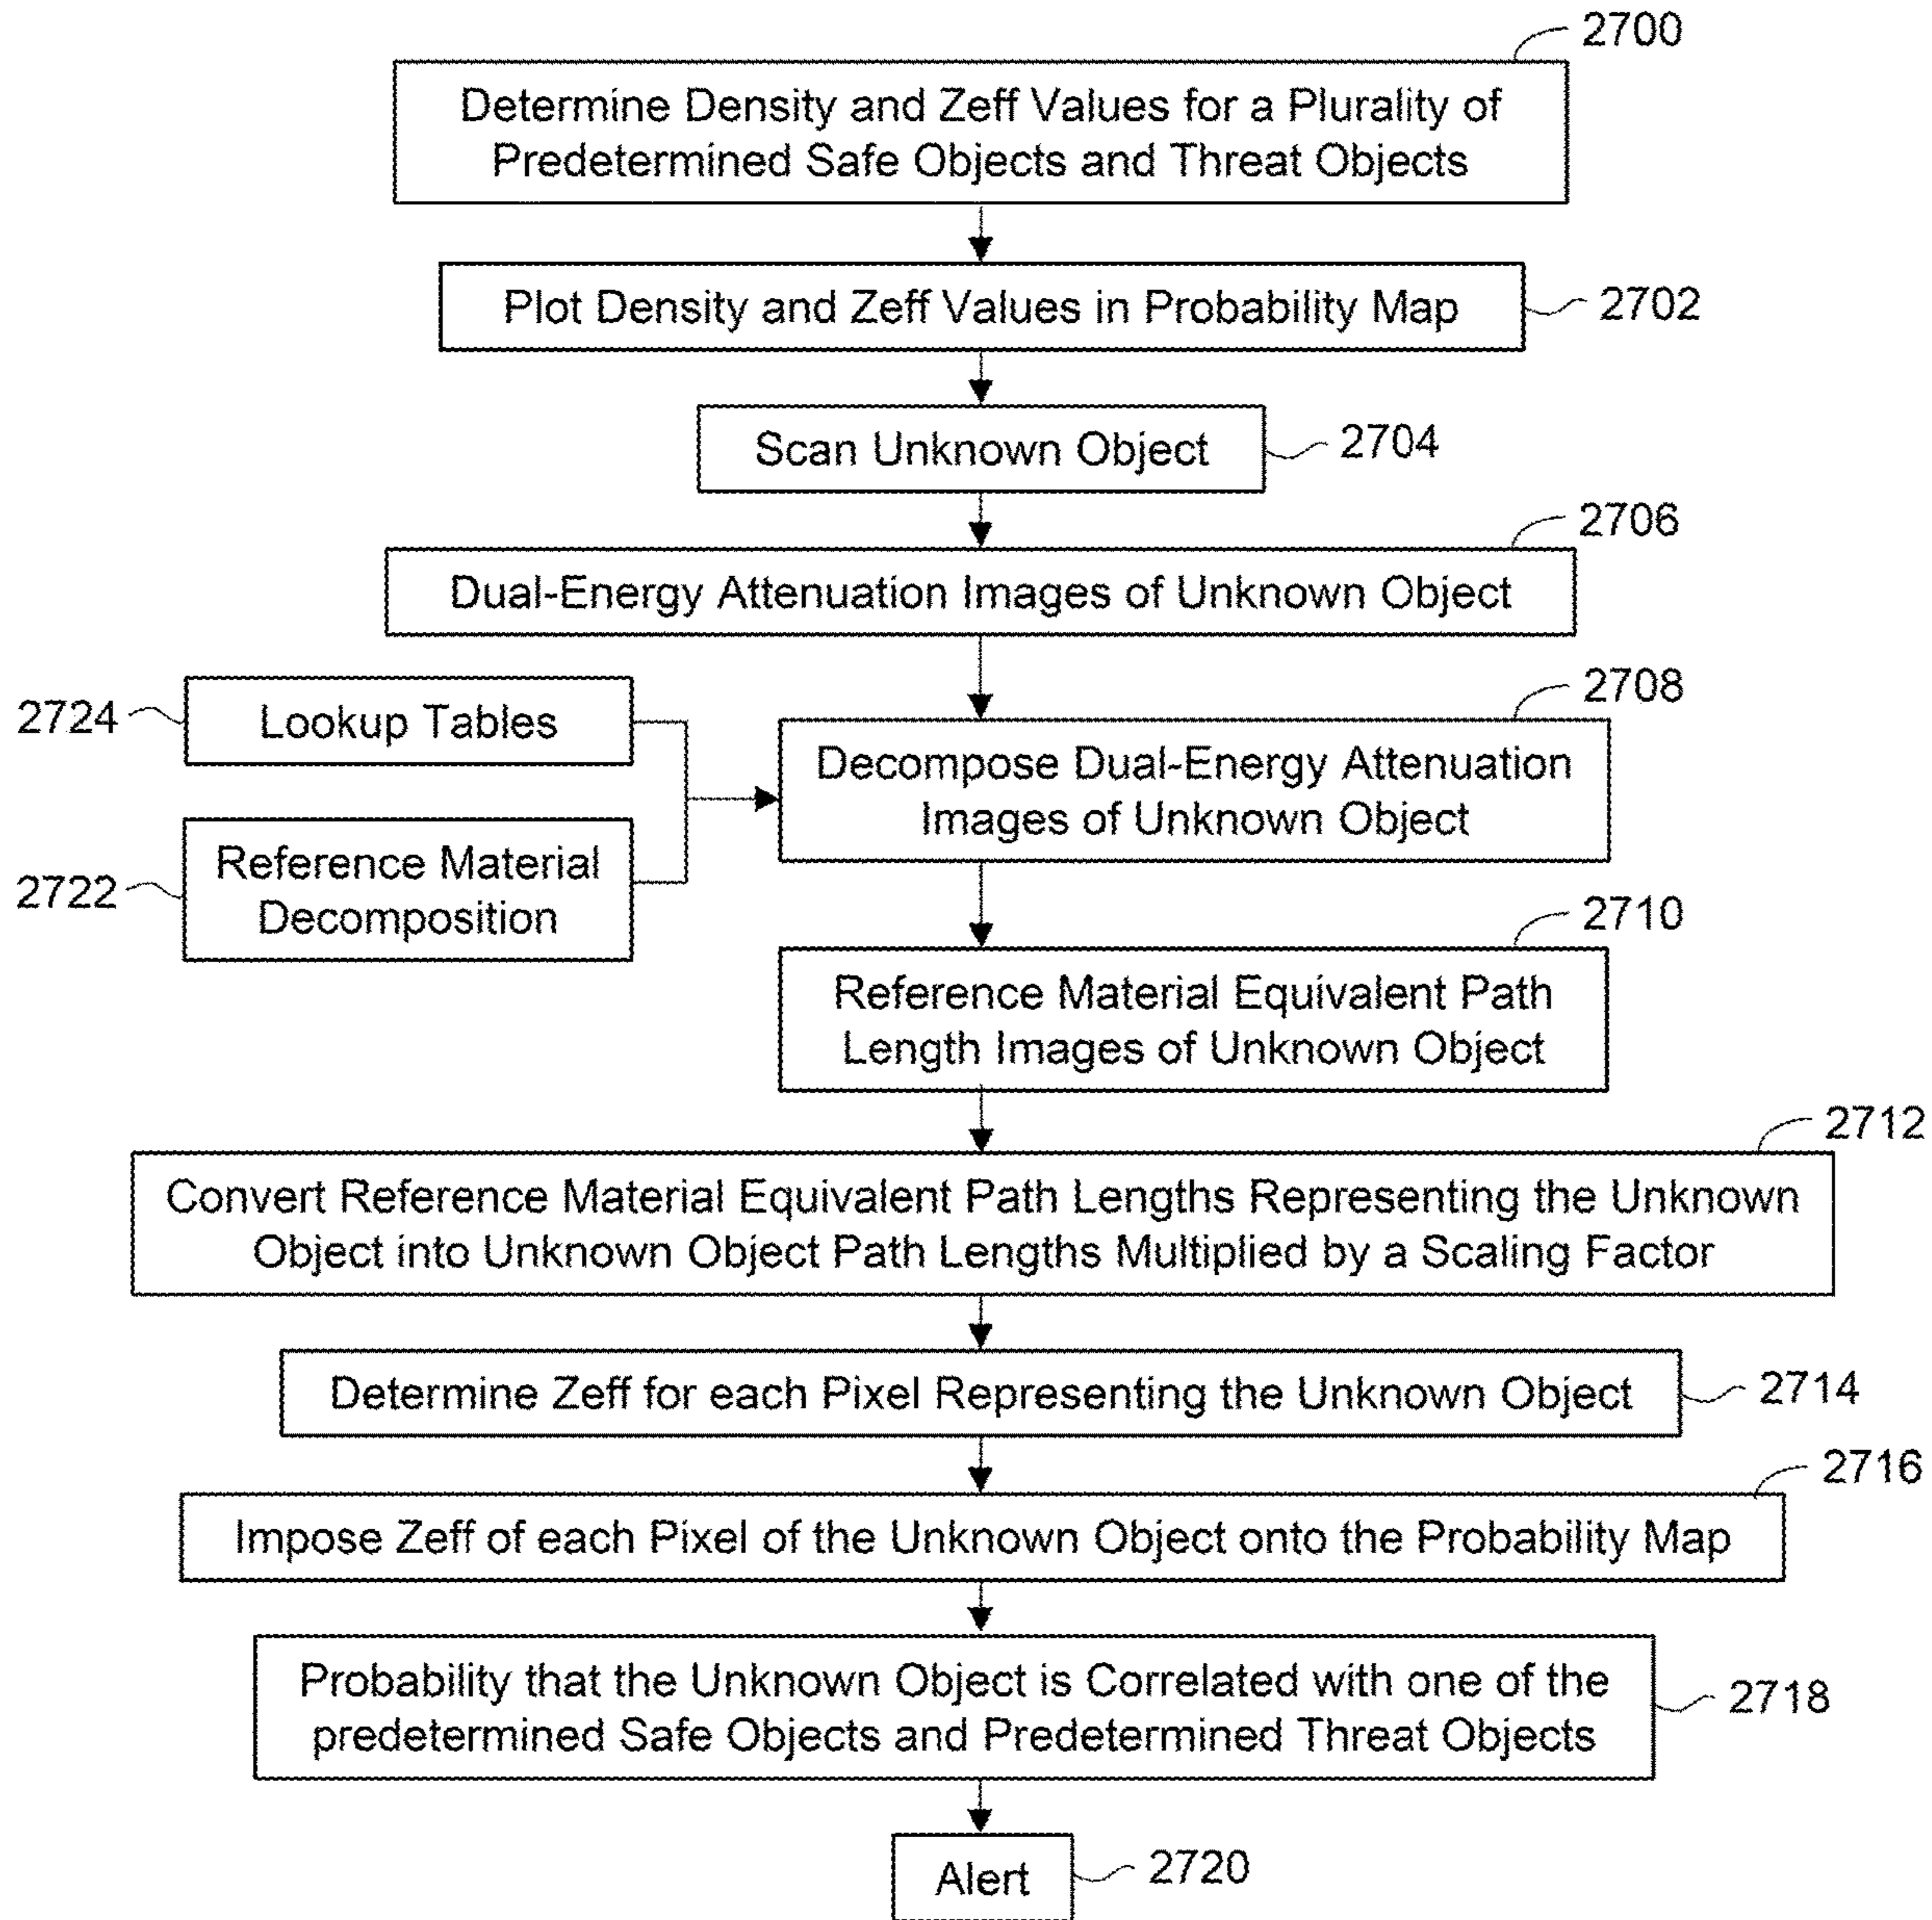 2700
Determine Density and Zeff Values for a Plurality of
Predetermined Safe Objects and Threat Objects
Plot Density and Zeff Values in Probability Map
2702
Scan Unknown Object
2704
2706
Dual-Energy Attenuation Images of Unknown Object
2724
Lookup Tables
2722
Reference Material
Decomposition
2708
Decompose Dual-Energy Attenuation
Images of Unknown Object
2710
Reference Material Equivalent Path
Length Images of Unknown Object
2712
Convert Reference Material Equivalent Path Lengths Representing the Unknown
Object into Unknown Object Path Lengths Multiplied by a Scaling Factor
Determine Zeff for each Pixel Representing the Unknown Object
2714
2716
Impose Zeff of each Pixel of the Unknown Object onto the Probability Map
Probability that the Unknown Object is Correlated with one of the
predetermined Safe Objects and Predetermined Threat Objects
2718
Alert
2720